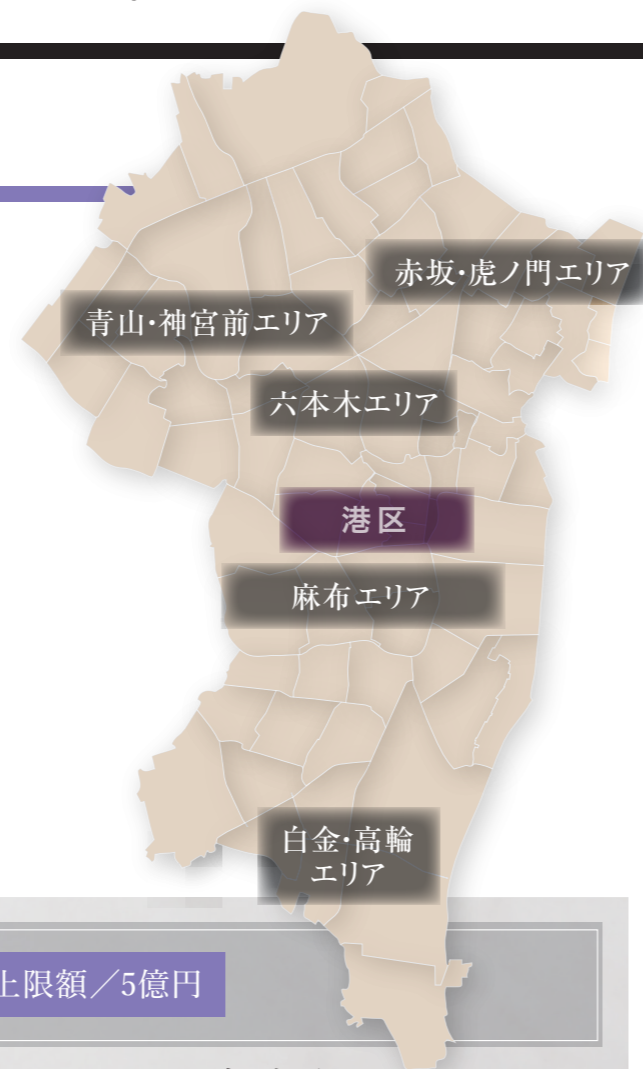 赤坂・虎ノ門エリア
青山・神宮前エリア
六本木エリア
港区
麻布エリア
白金・高輪
エリア
上限額／5億円